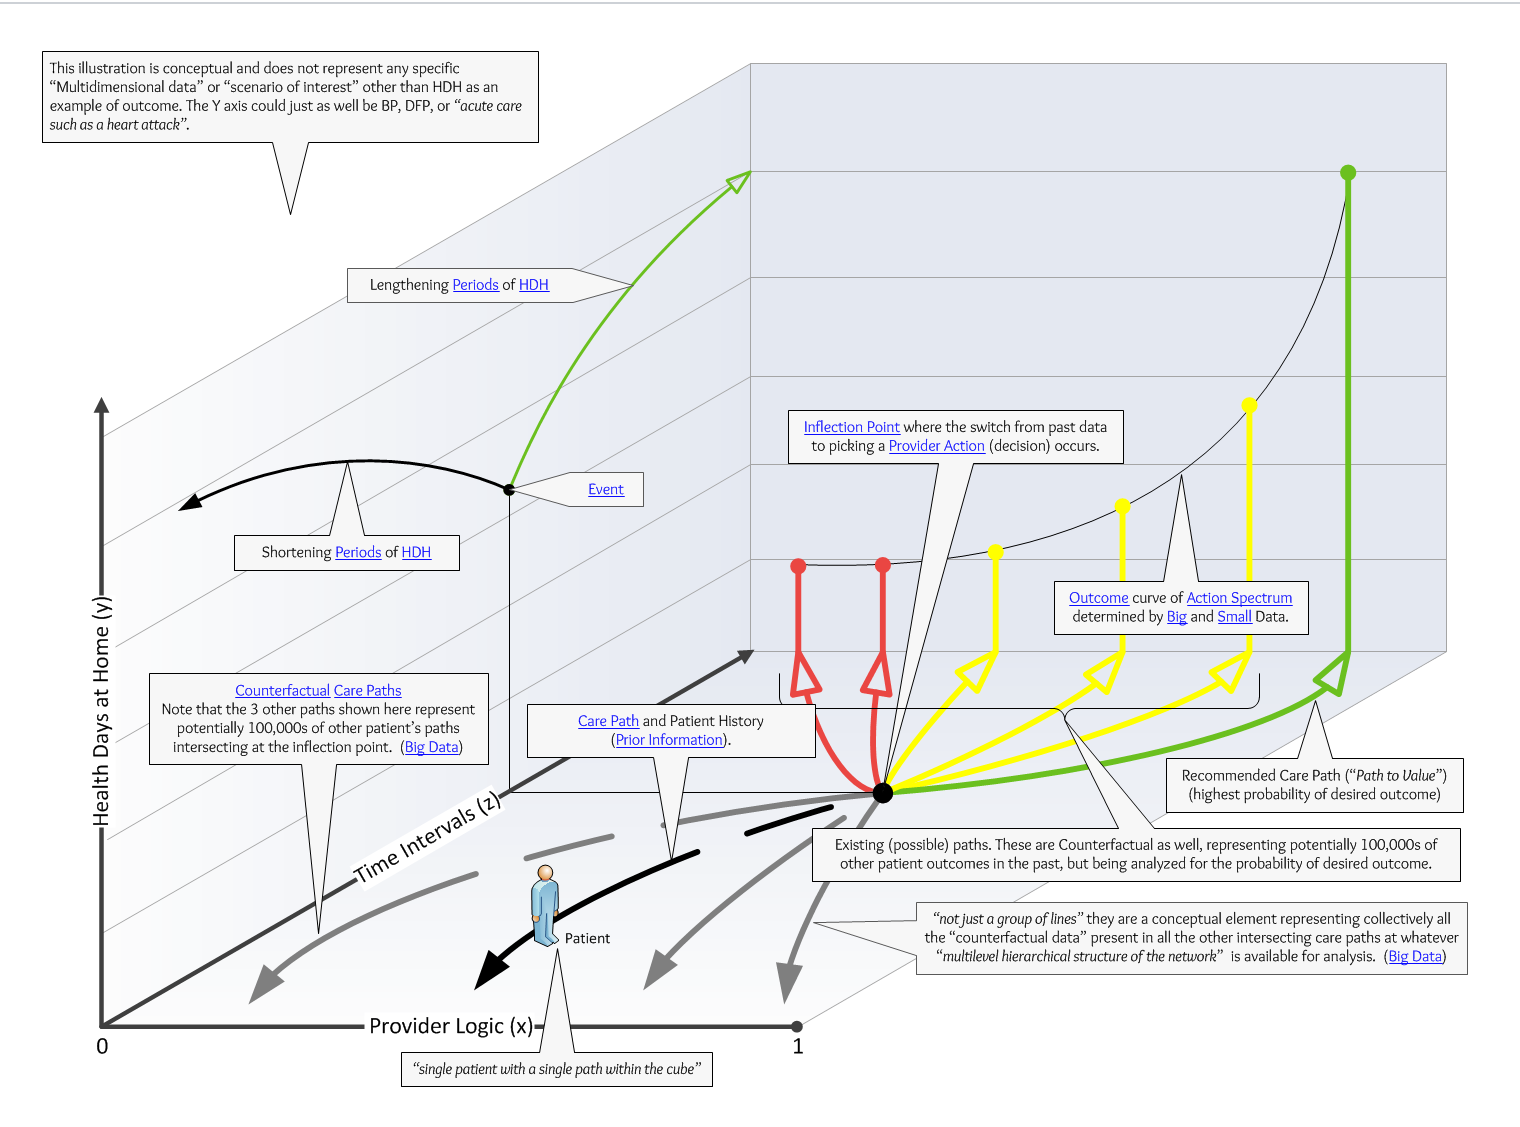 This illustration is conceptual and does not represent any specific
“Multidimensional data” or “scenario of interest” other than HDH as an
example of outcome. The Y axis could just as well be BP, DFP, or “acute care
such as a heart attack”.
Lengthening Periods of HDH
Inflection Point where the switch from past data
to picking a Provider Action (decision) occurs.
Event
Shortening Periods of HDH
Outcome curve of Action Spectrum
determined by Big and Small Data.
Health Days at Home (y)
Counterfactual Care Paths
Note that the 3 other paths shown here represent
potentially 100,000s of other patient’s paths
intersecting at the inflection point. (Big Data)
Care Path and Patient History
(Prior Information).
Recommended Care Path (“Path to Value”)
(highest probability of desired outcome)
Time Intervals (z)
Existing (possible) paths. These are Counterfactual as well, representing potentially 100,000s of
other patient outcomes in the past, but being analyzed for the probability of desired outcome.
“not just a group of lines” they are a conceptual element representing collectively all
the “counterfactual data” present in all the other intersecting care paths at whatever
“multilevel hierarchical structure of the network” is available for analysis. (Big Data)
Patient
Provider Logic (x)
0
1
“single patient with a single path within the cube”